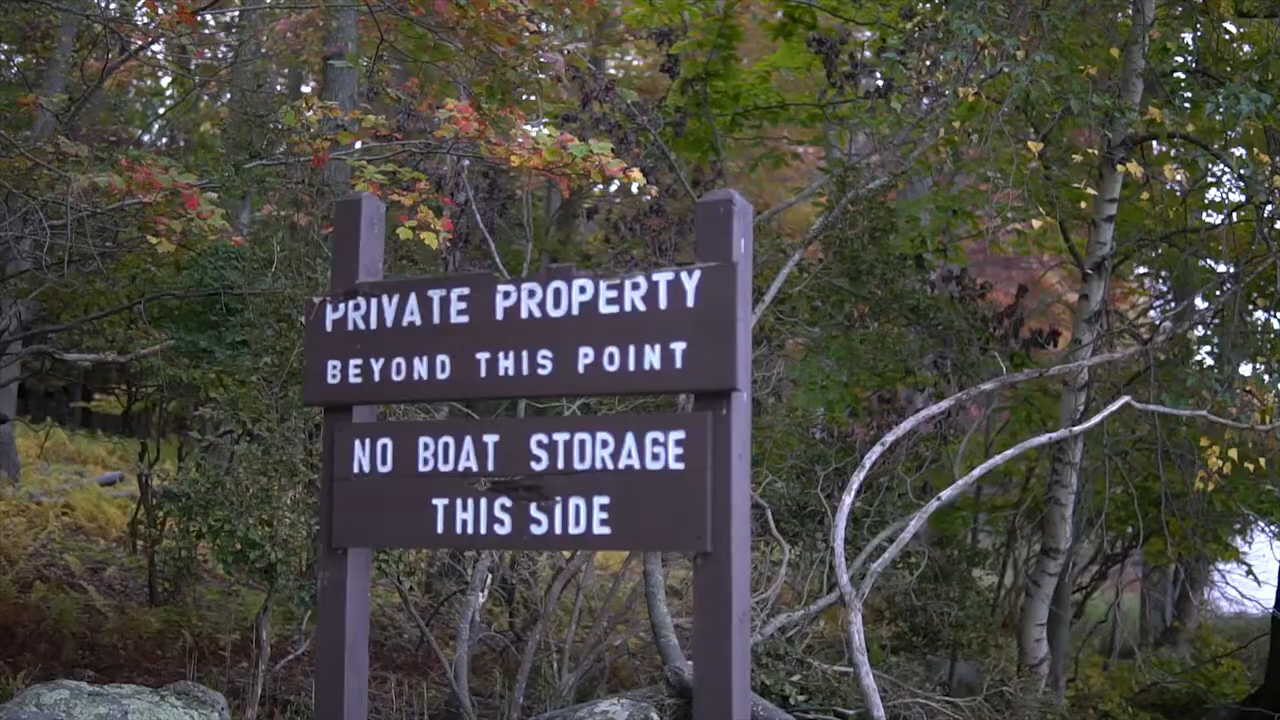 PRIVATE PROPERTY
BEYOND THIS POINT
NO BOAT STORAGE
THIS SIDE